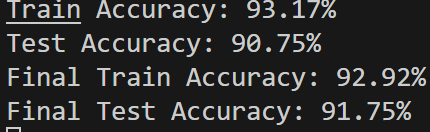 Train Accuracy: 93.17%
Test Accuracy: 90.75%
Final Train Accuracy: 92.92%
Final Test Accuracy: 91.75%